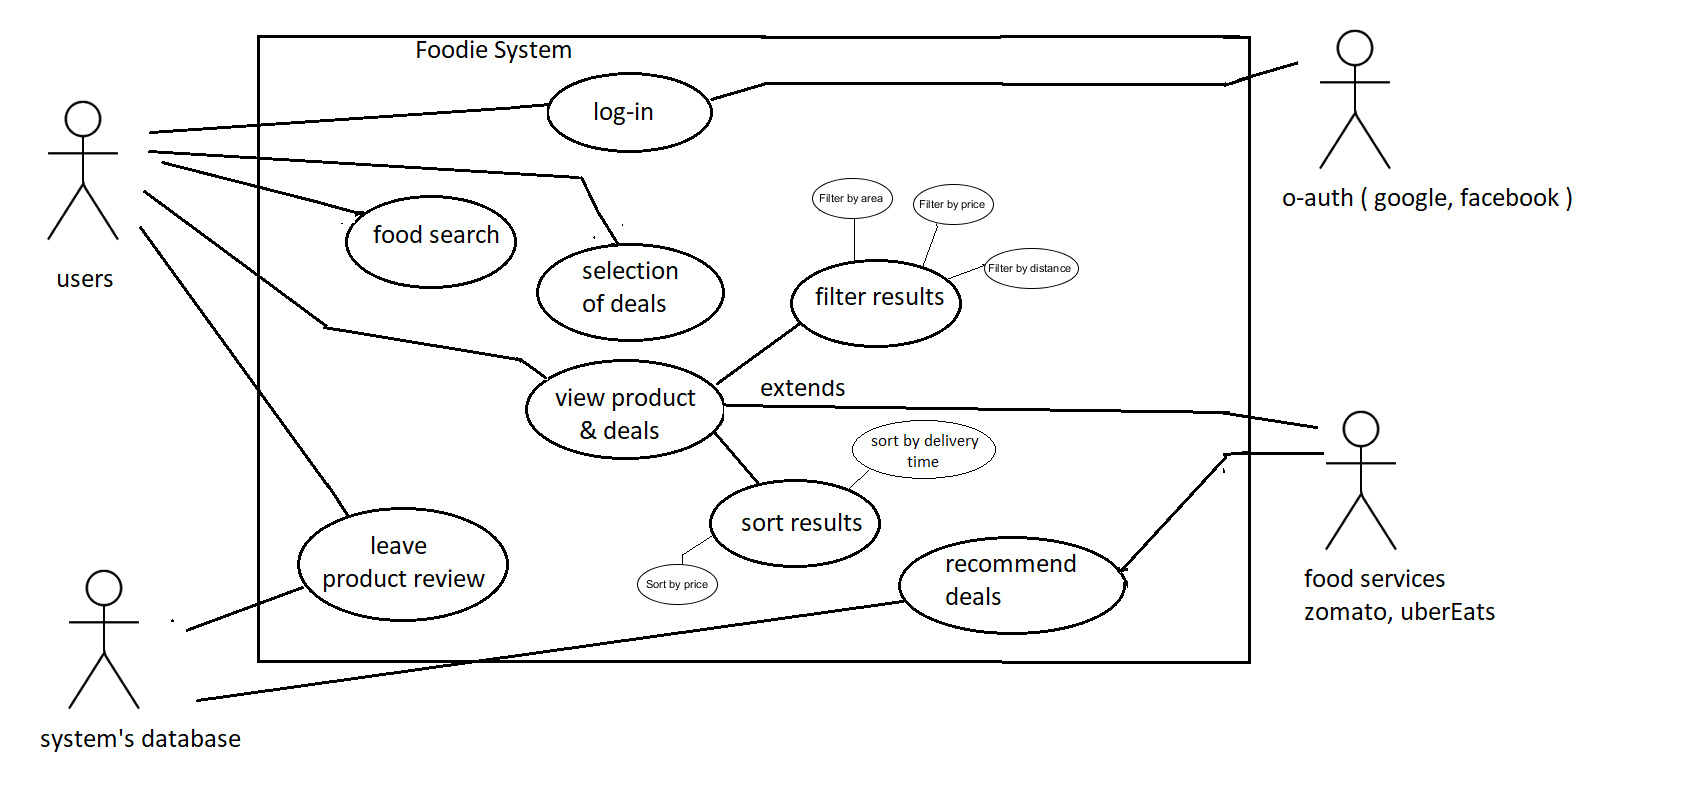 Foodie System
log-in
users
o-auth ( google, facebook )
food search
selection
of deals
Filter by area
Filter by price
Filter by distance
filter results
view product
& deals
extends
sort by delivery
time
sort results
Sort by price
leave
product review
recommend
deals
food services
zomato, uberEats
system's database